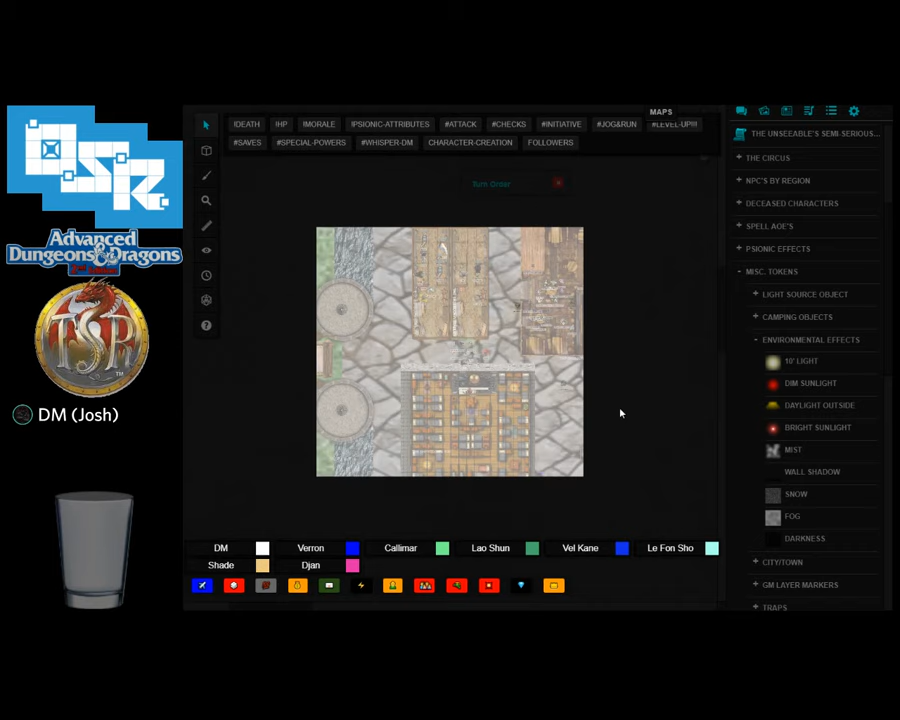 OSR
Advanced
Dungeons & Dragons
2nd Edition
TSR
TM
DM (Josh)
MAPS
!DEATH !HP !MORALE !PSIONIC-ATTRIBUTES #ATTACK #CHECKS #INITIATIVE #JOG&RUN #LEVEL-UP!!!
#SAVES #SPECIAL-POWERS #WHISPER-DM CHARACTER-CREATION FOLLOWERS
Turn Order
DM Verron Callimar Lao Shun Vel Kane Le Fon Sho
Shade Djan
THE UNSEEABLE'S SEMI-SERIOUS...
+ THE CIRCUS
+ NPC'S BY REGION
+ DECEASED CHARACTERS
+ SPELL AOE'S
+ PSIONIC EFFECTS
- MISC. TOKENS
+ LIGHT SOURCE OBJECT
+ CAMPING OBJECTS
- ENVIRONMENTAL EFFECTS
10' LIGHT
DIM SUNLIGHT
DAYLIGHT OUTSIDE
BRIGHT SUNLIGHT
MIST
WALL SHADOW
SNOW
FOG
DARKNESS
+ CITY/TOWN
+ GM LAYER MARKERS
+ TRAPS